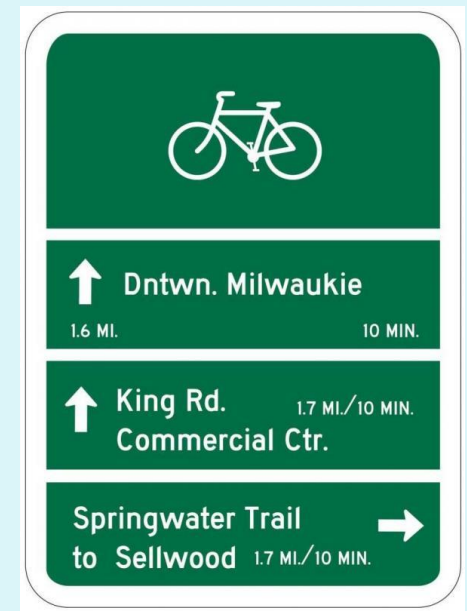 Dntwn. Milwaukie
1.6 MI. 10 MIN.
King Rd. 1.7 MI./10 MIN.
Commercial Ctr.
Springwater Trail
to Sellwood 1.7 MI./10 MIN.